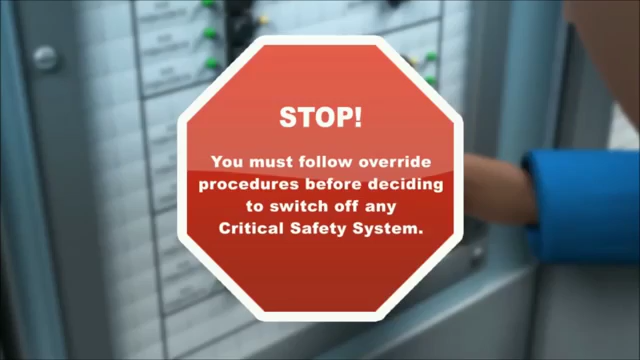 STOP!
You must follow override
procedures before deciding
to switch off any
Critical Safety System.